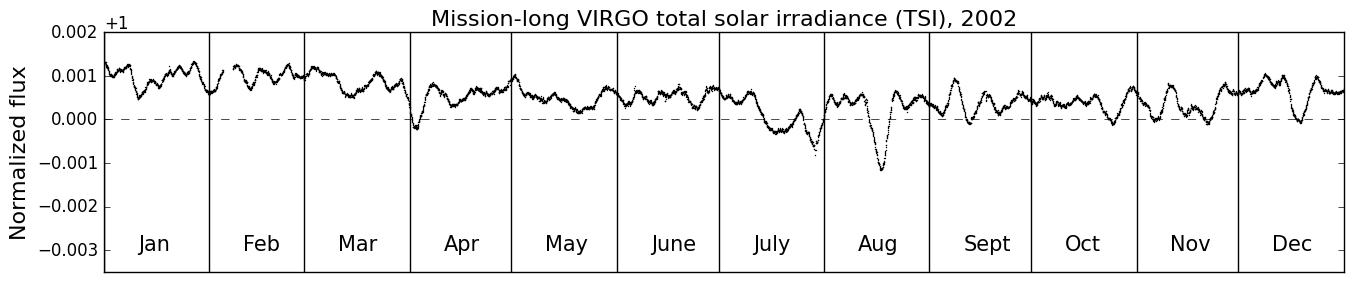 Mission-long VIRGO total solar irradiance (TSI), 2002
+1
0.002
0.001
0.000
−0.001
−0.002
−0.003
Normalized flux
Jan Feb Mar Apr May June July Aug Sept Oct Nov Dec